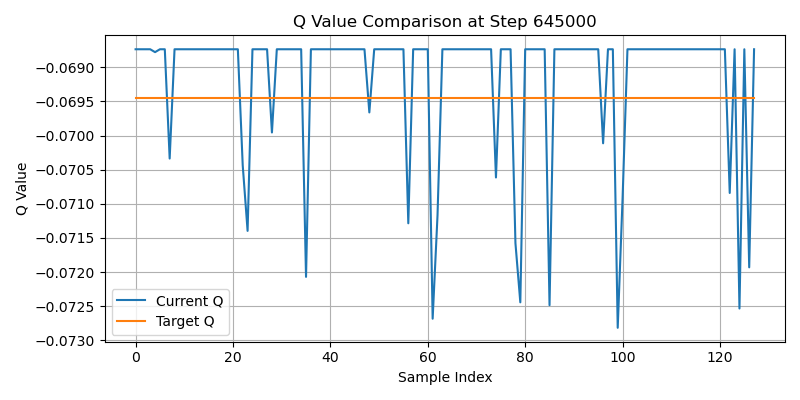 Q Value Comparison at Step 645000
Q Value
−0.0690
−0.0695
−0.0700
−0.0705
−0.0710
−0.0715
−0.0720
−0.0725
−0.0730
Current Q
Target Q
0 20 40 60 80 100 120
Sample Index